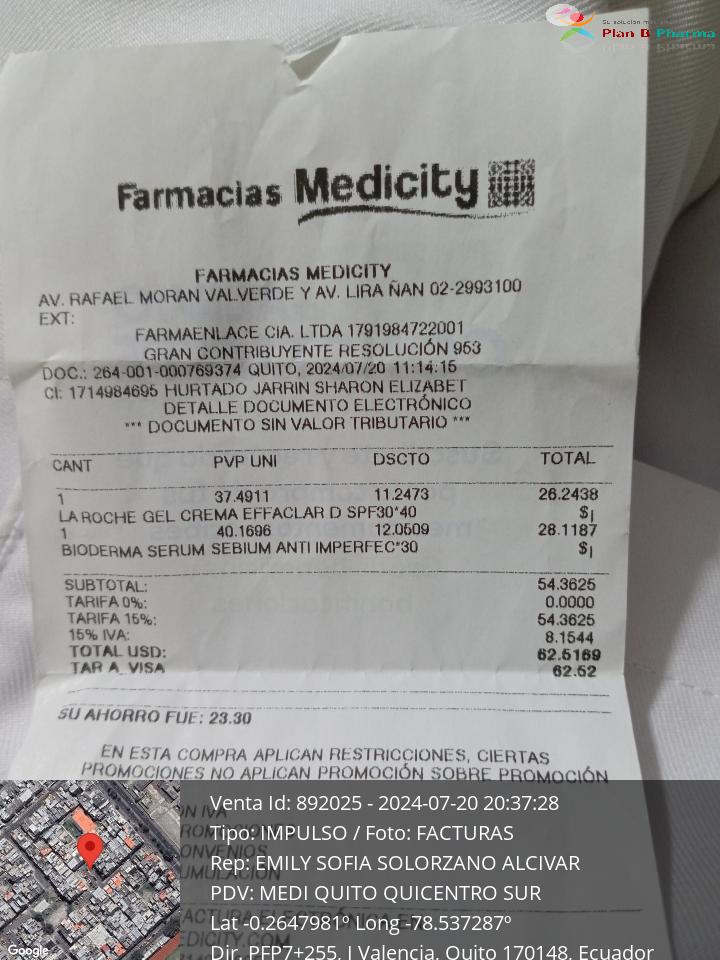 Su solución más
Plan B Pharma
Farmacias Medicity
FARMACIAS MEDICITY
AV. RAFAEL MORAN VALVERDE Y AV. LIRA ÑAN 02-2993100
EXT:
FARMAENLACE CIA. LTDA 1791984722001
GRAN CONTRIBUYENTE RESOLUCIÓN 953
DOC.: 264-001-000769374 QUITO, 2024/07/20 11:14:15
CI: 1714984695 HURTADO JARRIN SHARON ELIZABET
DETALLE DOCUMENTO ELECTRÓNICO
*** DOCUMENTO SIN VALOR TRIBUTARIO ***
CANT PVP UNI DSCTO TOTAL
1 37.4911 11.2473 26.2438
LA ROCHE GEL CREMA EFFACLAR D SPF30*40 $|
1 40.1696 12.0509 28.1187
BIODERMA SERUM SEBIUM ANTI IMPERFEC*30 $|
SUBTOTAL: 54.3625
TARIFA 0%: 0.0000
TARIFA 15%: 54.3625
15% IVA: 8.1544
TOTAL USD: 62.5169
TAR A_VISA 62.52
SU AHORRO FUE: 23.30
EN ESTA COMPRA APLICAN RESTRICCIONES, CIERTAS
PROMOCIONES NO APLICAN PROMOCIÓN SOBRE PROMOCIÓN
Venta Id: 892025 - 2024-07-20 20:37:28
Tipo: IMPULSO / Foto: FACTURAS
Rep: EMILY SOFIA SOLORZANO ALCIVAR
PDV: MEDI QUITO QUICENTRO SUR
Lat -0.2647981º Long -78.537287º
Dir. PFP7+255, J Valencia, Quito 170148, Ecuador
Google